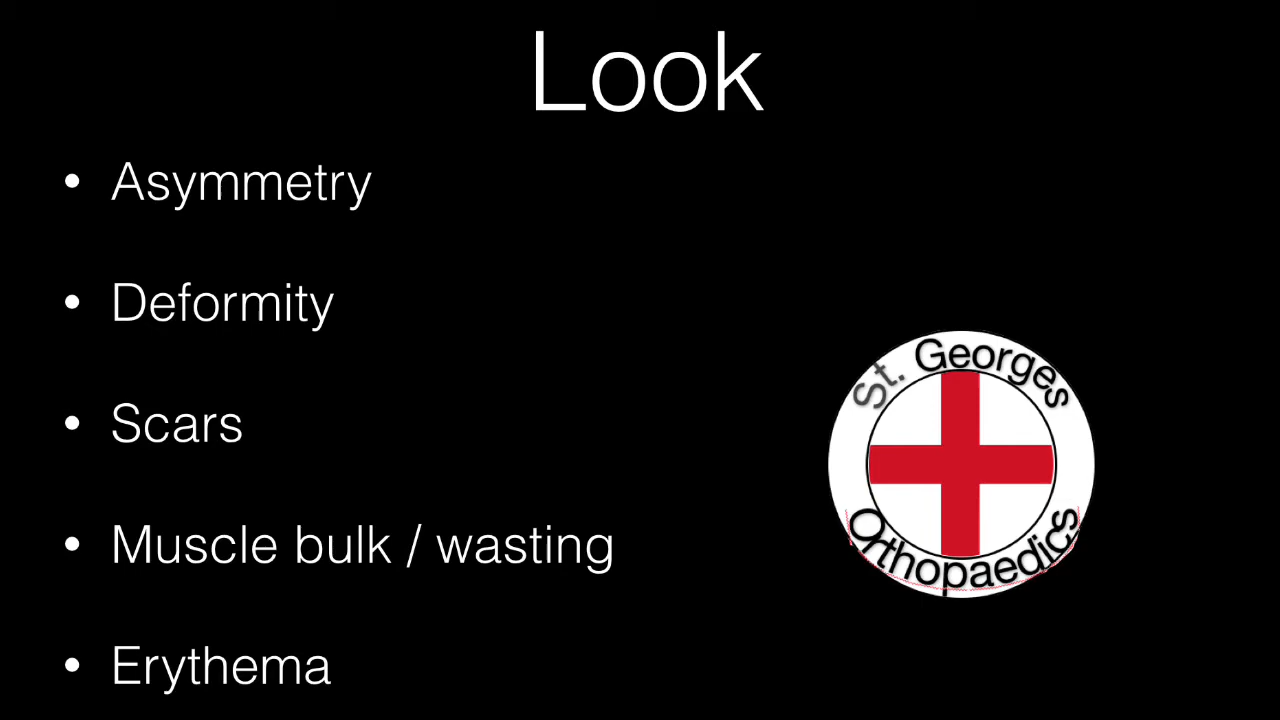 Look
• Asymmetry
• Deformity
• Scars
• Muscle bulk / wasting
• Erythema
St. Georges
Orthopaedics